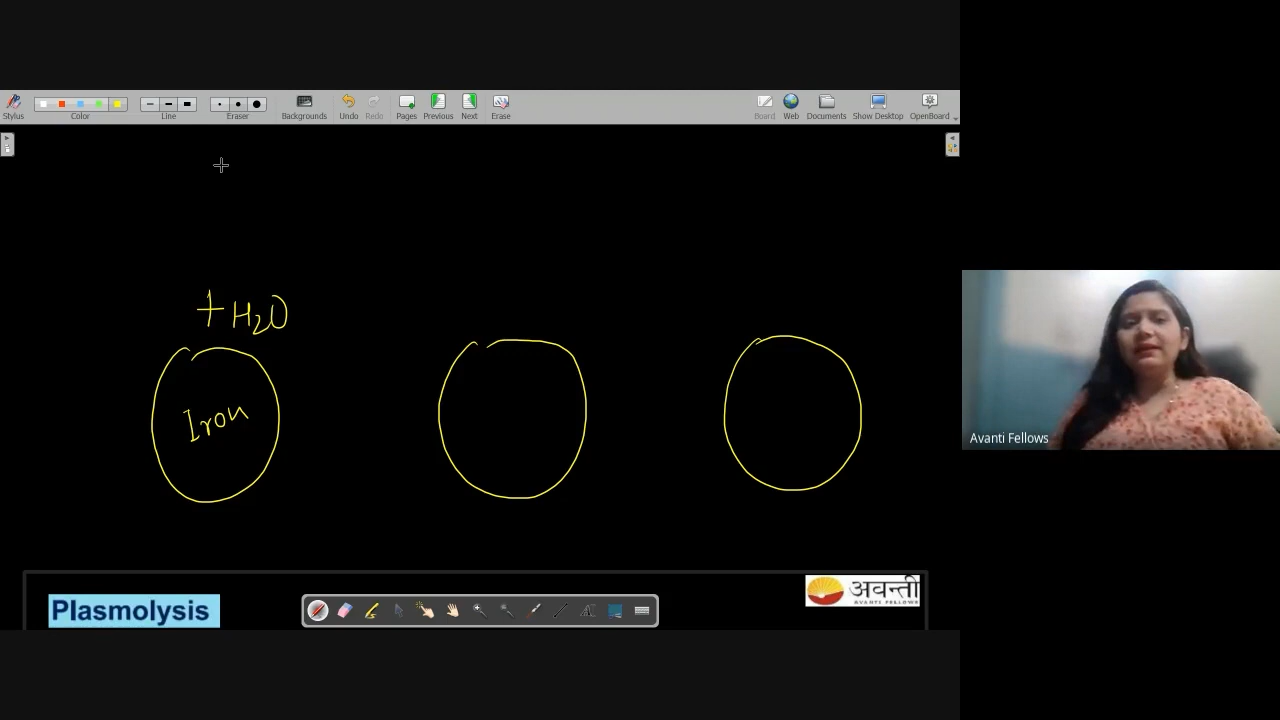 Stylus Color Line Eraser Backgrounds Undo Redo Pages Previous Next Erase Board Web Documents Show Desktop OpenBoard
+ H2O
Iron
Avanti Fellows
Plasmolysis
अवन्ती
AVANTI FELLOWS